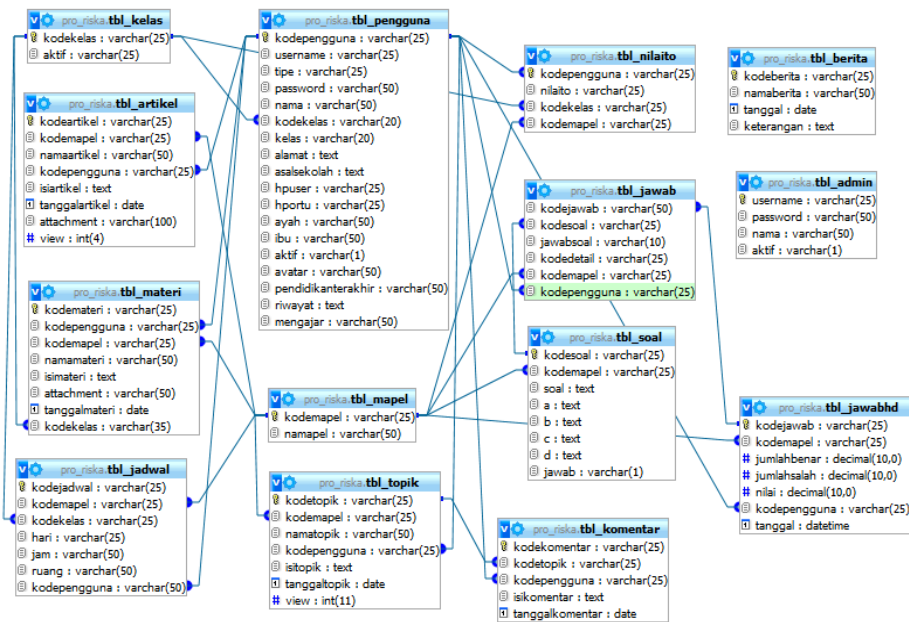 pro_riska.tbl_kelas
kodekelas : varchar(25)
aktif : varchar(25)
pro_riska.tbl_artikel
kodeartikel : varchar(25)
kodemapel : varchar(25)
namaartikel : varchar(50)
kodepengguna : varchar(25)
isiartikel : text
tanggalartikel : date
attachment : varchar(100)
# view : int(4)
pro_riska.tbl_materi
kodemateri : varchar(25)
kodepengguna : varchar(25)
kodemapel : varchar(25)
namamateri : varchar(50)
isimateri : text
attachment : varchar(50)
tanggalmateri : date
kodekelas : varchar(35)
pro_riska.tbl_jadwal
kodejadwal : varchar(25)
kodemapel : varchar(25)
kodekelas : varchar(25)
hari : varchar(25)
jam : varchar(50)
ruang : varchar(50)
kodepengguna : varchar(50)
pro_riska.tbl_pengguna
kodepengguna : varchar(25)
username : varchar(25)
tipe : varchar(25)
password : varchar(50)
nama : varchar(50)
kodekelas : varchar(20)
kelas : varchar(20)
alamat : text
asalsekolah : text
hpuser : varchar(25)
hportu : varchar(25)
ayah : varchar(50)
ibu : varchar(50)
aktif : varchar(1)
avatar : varchar(50)
pendidikanterakhir : varchar(50)
riwayat : text
mengajar : varchar(50)
pro_riska.tbl_mapel
kodemapel : varchar(25)
namapel : varchar(50)
pro_riska.tbl_topik
kodetopik : varchar(25)
kodemapel : varchar(25)
namatopik : varchar(50)
kodepengguna : varchar(25)
isitopik : text
tanggaltopik : date
# view : int(11)
pro_riska.tbl_nilaito
kodepengguna : varchar(25)
nilaito : varchar(25)
kodekelas : varchar(25)
kodemapel : varchar(25)
pro_riska.tbl_jawab
kodejawab : varchar(50)
kodesoal : varchar(25)
jawabsoal : varchar(10)
kodedetail : varchar(25)
kodemapel : varchar(25)
kodepengguna : varchar(25)
pro_riska.tbl_soal
kodesoal : varchar(25)
kodemapel : varchar(25)
soal : text
a : text
b : text
c : text
d : text
jawab : varchar(1)
pro_riska.tbl_komentar
kodekomentar : varchar(25)
kodetopik : varchar(25)
kodepengguna : varchar(25)
isikomentar : text
tanggalkomentar : date
pro_riska.tbl_berita
kodeberita : varchar(25)
namaberita : varchar(50)
tanggal : date
keterangan : text
pro_riska.tbl_admin
username : varchar(25)
password : varchar(50)
nama : varchar(50)
aktif : varchar(1)
pro_riska.tbl_jawabhd
kodejawab : varchar(25)
kodemapel : varchar(25)
# jumlahbenar : decimal(10,0)
# jumlahsalah : decimal(10,0)
# nilai : decimal(10,0)
kodepengguna : varchar(25)
tanggal : datetime